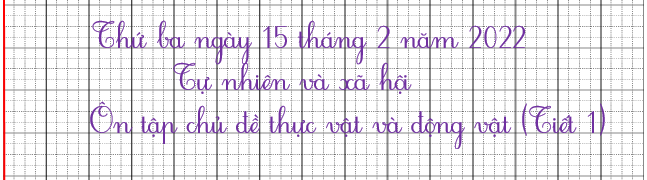 Thứ ba ngày 15 tháng 2 năm 2022
Tự nhiên và xã hội
Ôn tập chủ đề thực vật và động vật (Tiết 1)